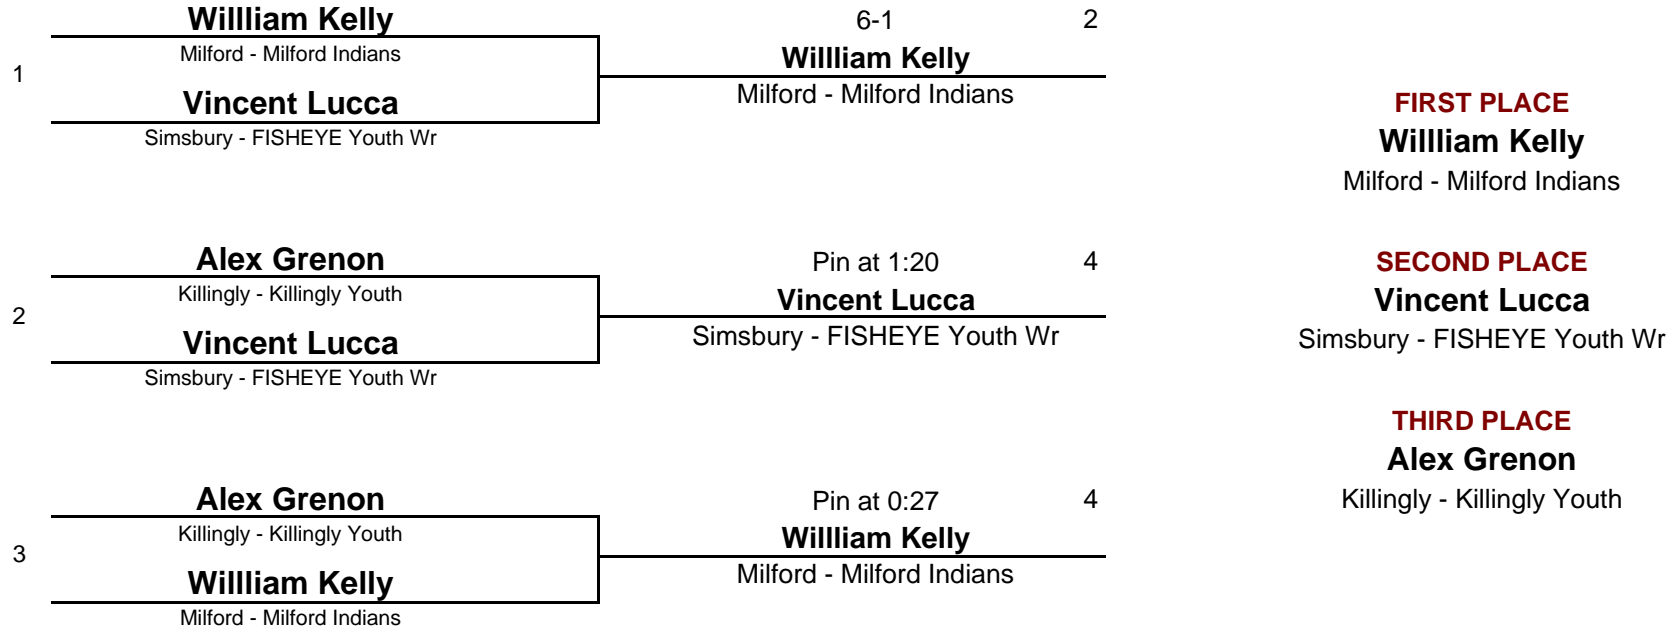 Willliam Kelly
Milford - Milford Indians
1
Vincent Lucca
Simsbury - FISHEYE Youth Wr
6-1 2
Willliam Kelly
Milford - Milford Indians
Alex Grenon
Killingly - Killingly Youth
2
Vincent Lucca
Simsbury - FISHEYE Youth Wr
Pin at 1:20 4
Vincent Lucca
Simsbury - FISHEYE Youth Wr
Alex Grenon
Killingly - Killingly Youth
3
Willliam Kelly
Milford - Milford Indians
Pin at 0:27 4
Willliam Kelly
Milford - Milford Indians
FIRST PLACE
Willliam Kelly
Milford - Milford Indians
SECOND PLACE
Vincent Lucca
Simsbury - FISHEYE Youth Wr
THIRD PLACE
Alex Grenon
Killingly - Killingly Youth